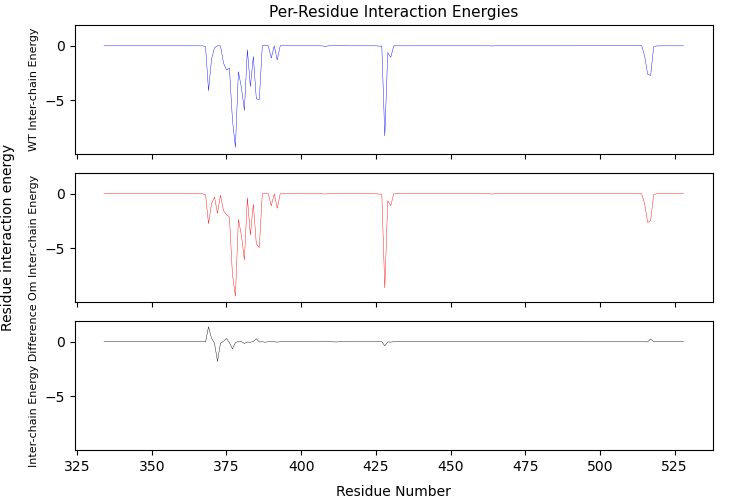 Per-Residue Interaction Energies
Residue interaction energy
WT Inter-chain Energy
0
−5
Om Inter-chain Energy
0
−5
Inter-chain Energy Difference
0
−5
325 350 375 400 425 450 475 500 525
Residue Number